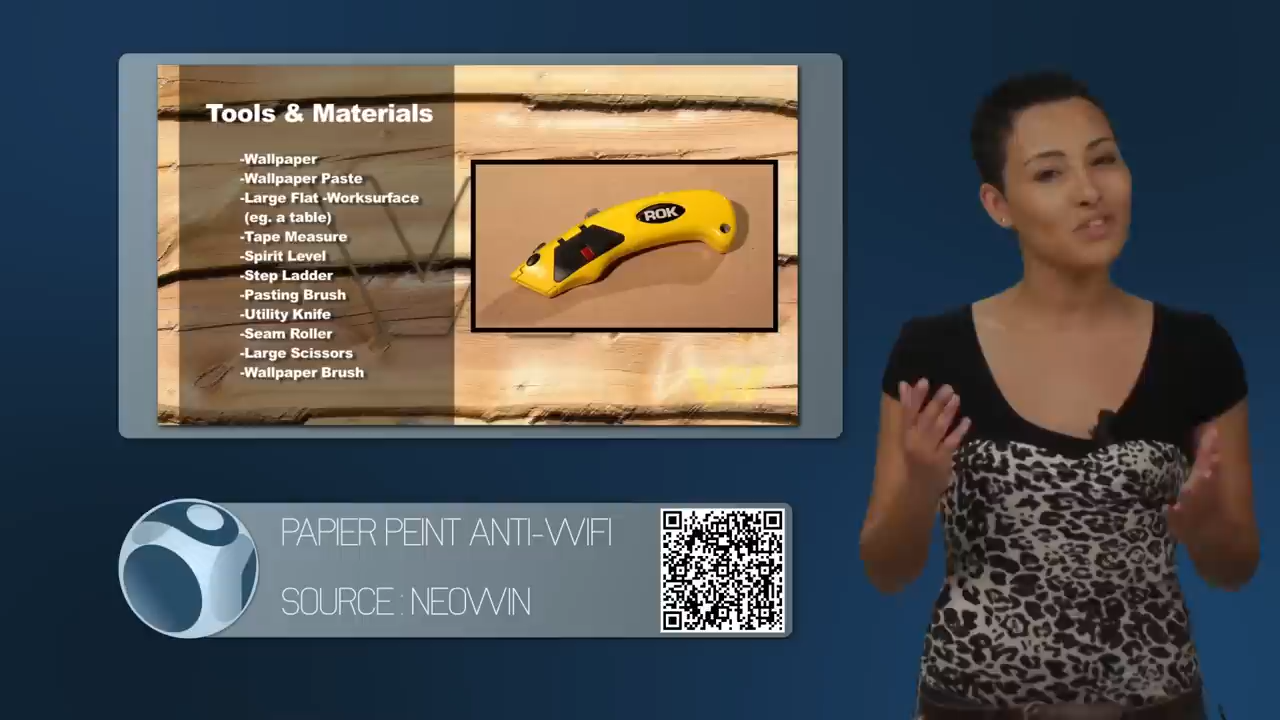 Tools & Materials
-Wallpaper
-Wallpaper Paste
-Large Flat -Worksurface
(eg. a table)
-Tape Measure
-Spirit Level
-Step Ladder
-Pasting Brush
-Utility Knife
-Seam Roller
-Large Scissors
-Wallpaper Brush
ROK
PAPIER PEINT ANTI-WIFI
SOURCE : NEOWIN